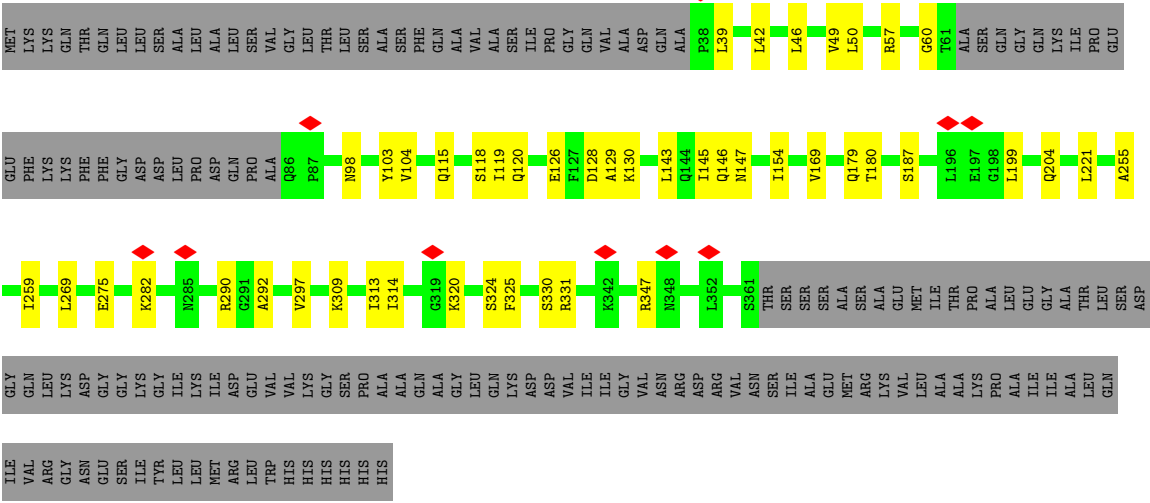 MET LYS LYS GLN THR GLN LEU LEU SER ALA LEU ALA LEU SER VAL GLY LEU THR LEU SER ALA SER PHE GLN ALA VAL ALA SER ILE PRO GLY GLN VAL ALA ASP GLN ALA P38 L39 L42 L46 V49 L50 R57 G60 T61 ALA SER GLN GLY GLN LYS ILE PRO GLU
GLU PHE LYS LYS PHE PHE GLY ASP ASP LEU PRO ASP GLN PRO ALA Q86 P87 N98 Y103 V104 Q115 S118 I119 Q120 E126 F127 D128 A129 K130 L143 Q144 I145 Q146 N147 I154 V169 Q179 T180 S187 L196 E197 G198 L199 Q204 L221 A255
I259 L269 E275 K282 N285 R290 G291 A292 V297 K309 I313 I314 G319 K320 S324 F325 S330 R331 K342 R347 N348 L352 S361 THR SER SER SER ALA SER ALA GLU MET ILE THR PRO ALA LEU GLU GLY ALA THR LEU SER ASP
GLY GLN LEU LYS ASP GLY GLY LYS GLY ILE LYS ILE ASP GLU VAL VAL LYS GLY SER PRO ALA ALA GLN ALA GLY LEU GLN LYS ASP ASP VAL ILE ILE GLY VAL ASN ARG ASP ARG VAL ASN SER ILE ALA GLU MET ARG LYS VAL LEU ALA ALA LYS PRO ALA ILE ILE ALA LEU GLN
ILE VAL ARG GLY ASN GLU SER ILE TYR LEU LEU MET ARG LEU TRP HIS HIS HIS HIS HIS HIS